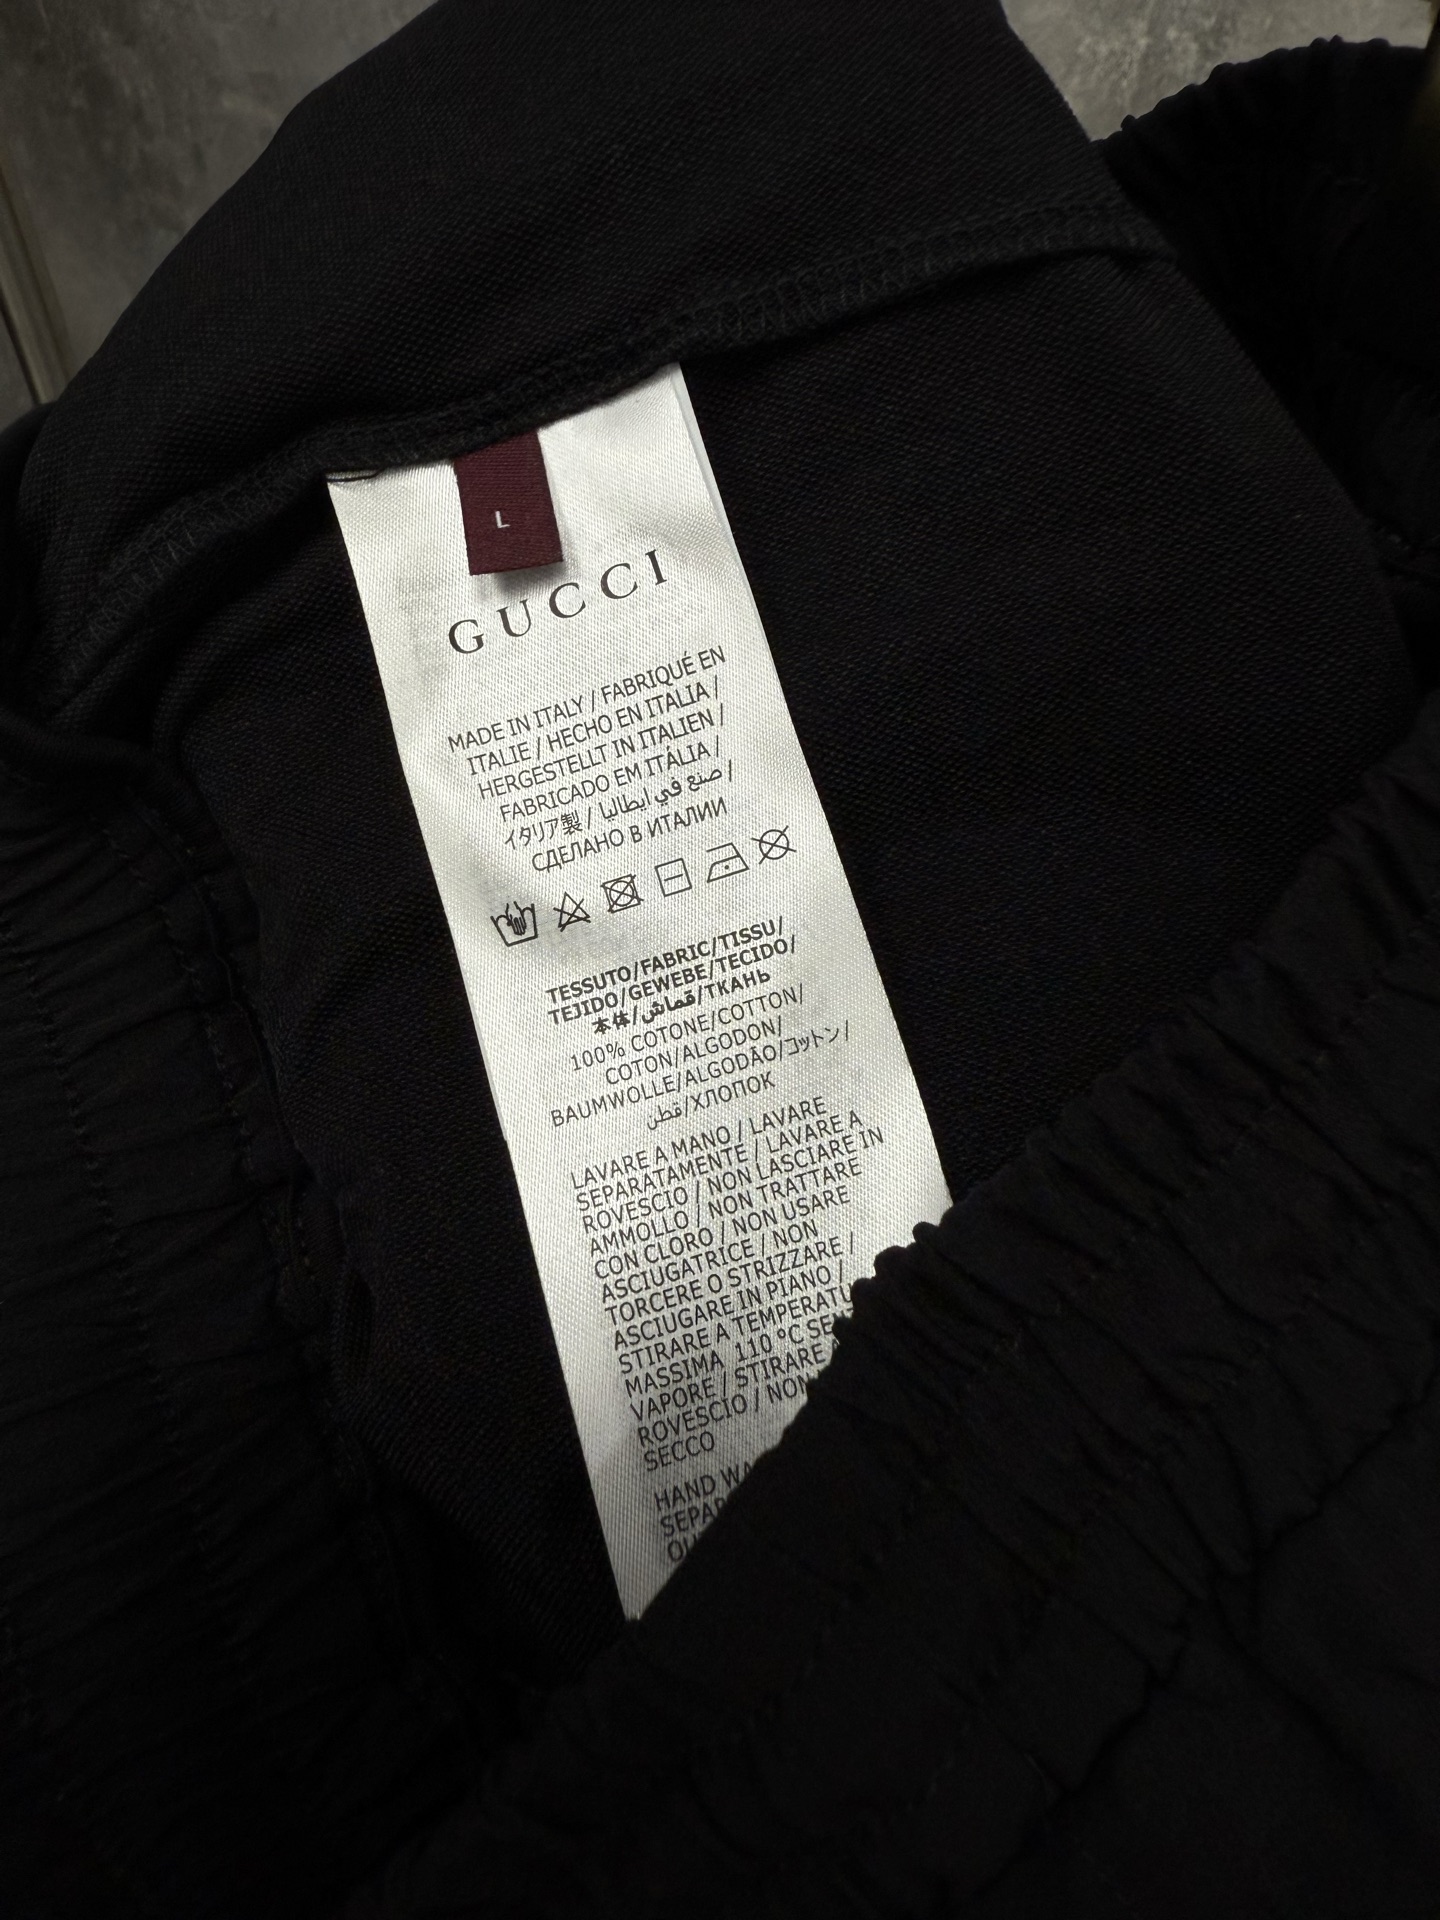 L
GUCCI
MADE IN ITALY / FABRIQUÉ EN
ITALIE / HECHO EN ITALIA /
HERGESTELLT IN ITALIEN /
FABRICADO EM ITÁLIA /
イタリア製 / صنع في ايطاليا /
СДЕЛАНО В ИТАЛИИ
TESSUTO/FABRIC/TISSU/
TEJIDO/GEWEBE/TECIDO/
本体/قماش/ТКАНЬ
100% COTONE/COTTON/
COTON/ALGODON/
BAUMWOLLE/ALGODÃO/コットン/
قطن/ХЛОПОК
LAVARE A MANO / LAVARE
SEPARATAMENTE / LAVARE A
ROVESCIO / NON LASCIARE IN
AMMOLLO / NON TRATTARE
CON CLORO / NON USARE
ASCIUGATRICE / NON
TORCERE O STRIZZARE /
ASCIUGARE IN PIANO /
STIRARE A TEMPERATU
MASSIMA 110 °C SE
VAPORE / STIRARE A
ROVESCIO / NON
SECCO
HAND WA
SEPAR